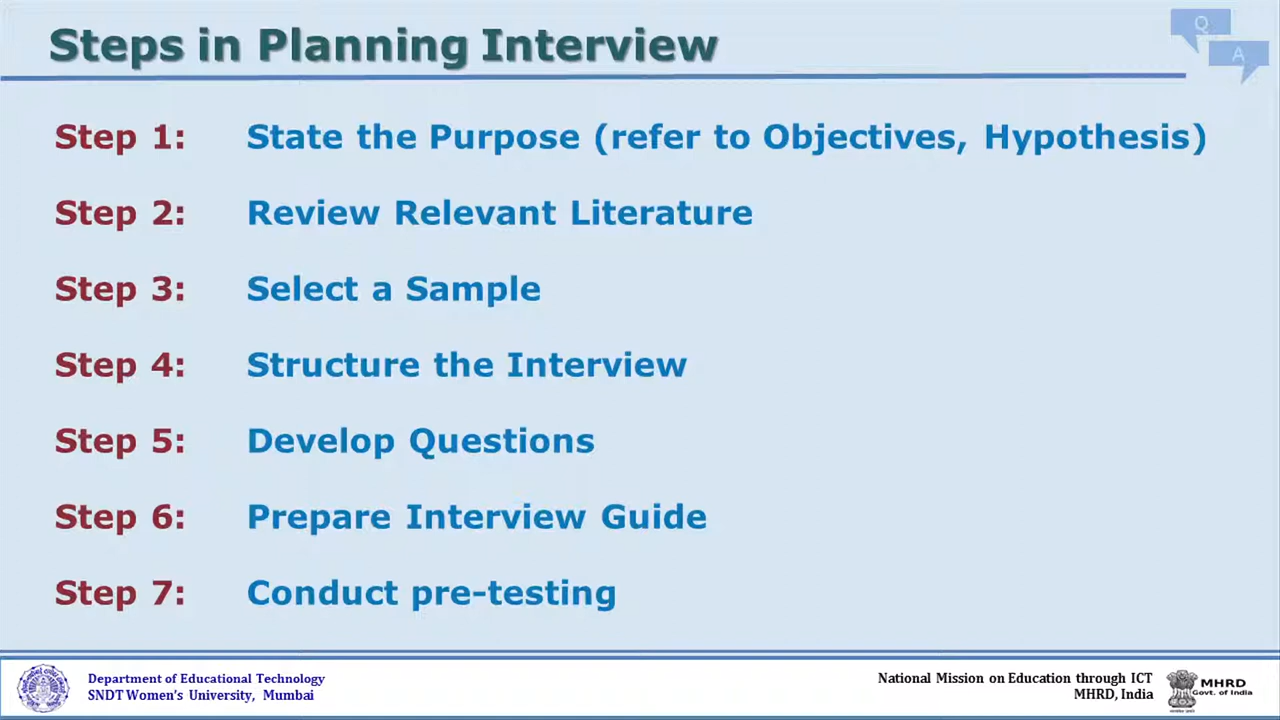 Steps in Planning Interview
Q
A
Step 1: State the Purpose (refer to Objectives, Hypothesis)
Step 2: Review Relevant Literature
Step 3: Select a Sample
Step 4: Structure the Interview
Step 5: Develop Questions
Step 6: Prepare Interview Guide
Step 7: Conduct pre-testing
Department of Educational Technology
SNDT Women's University, Mumbai
National Mission on Education through ICT
MHRD, India
MHRD
Govt. of India